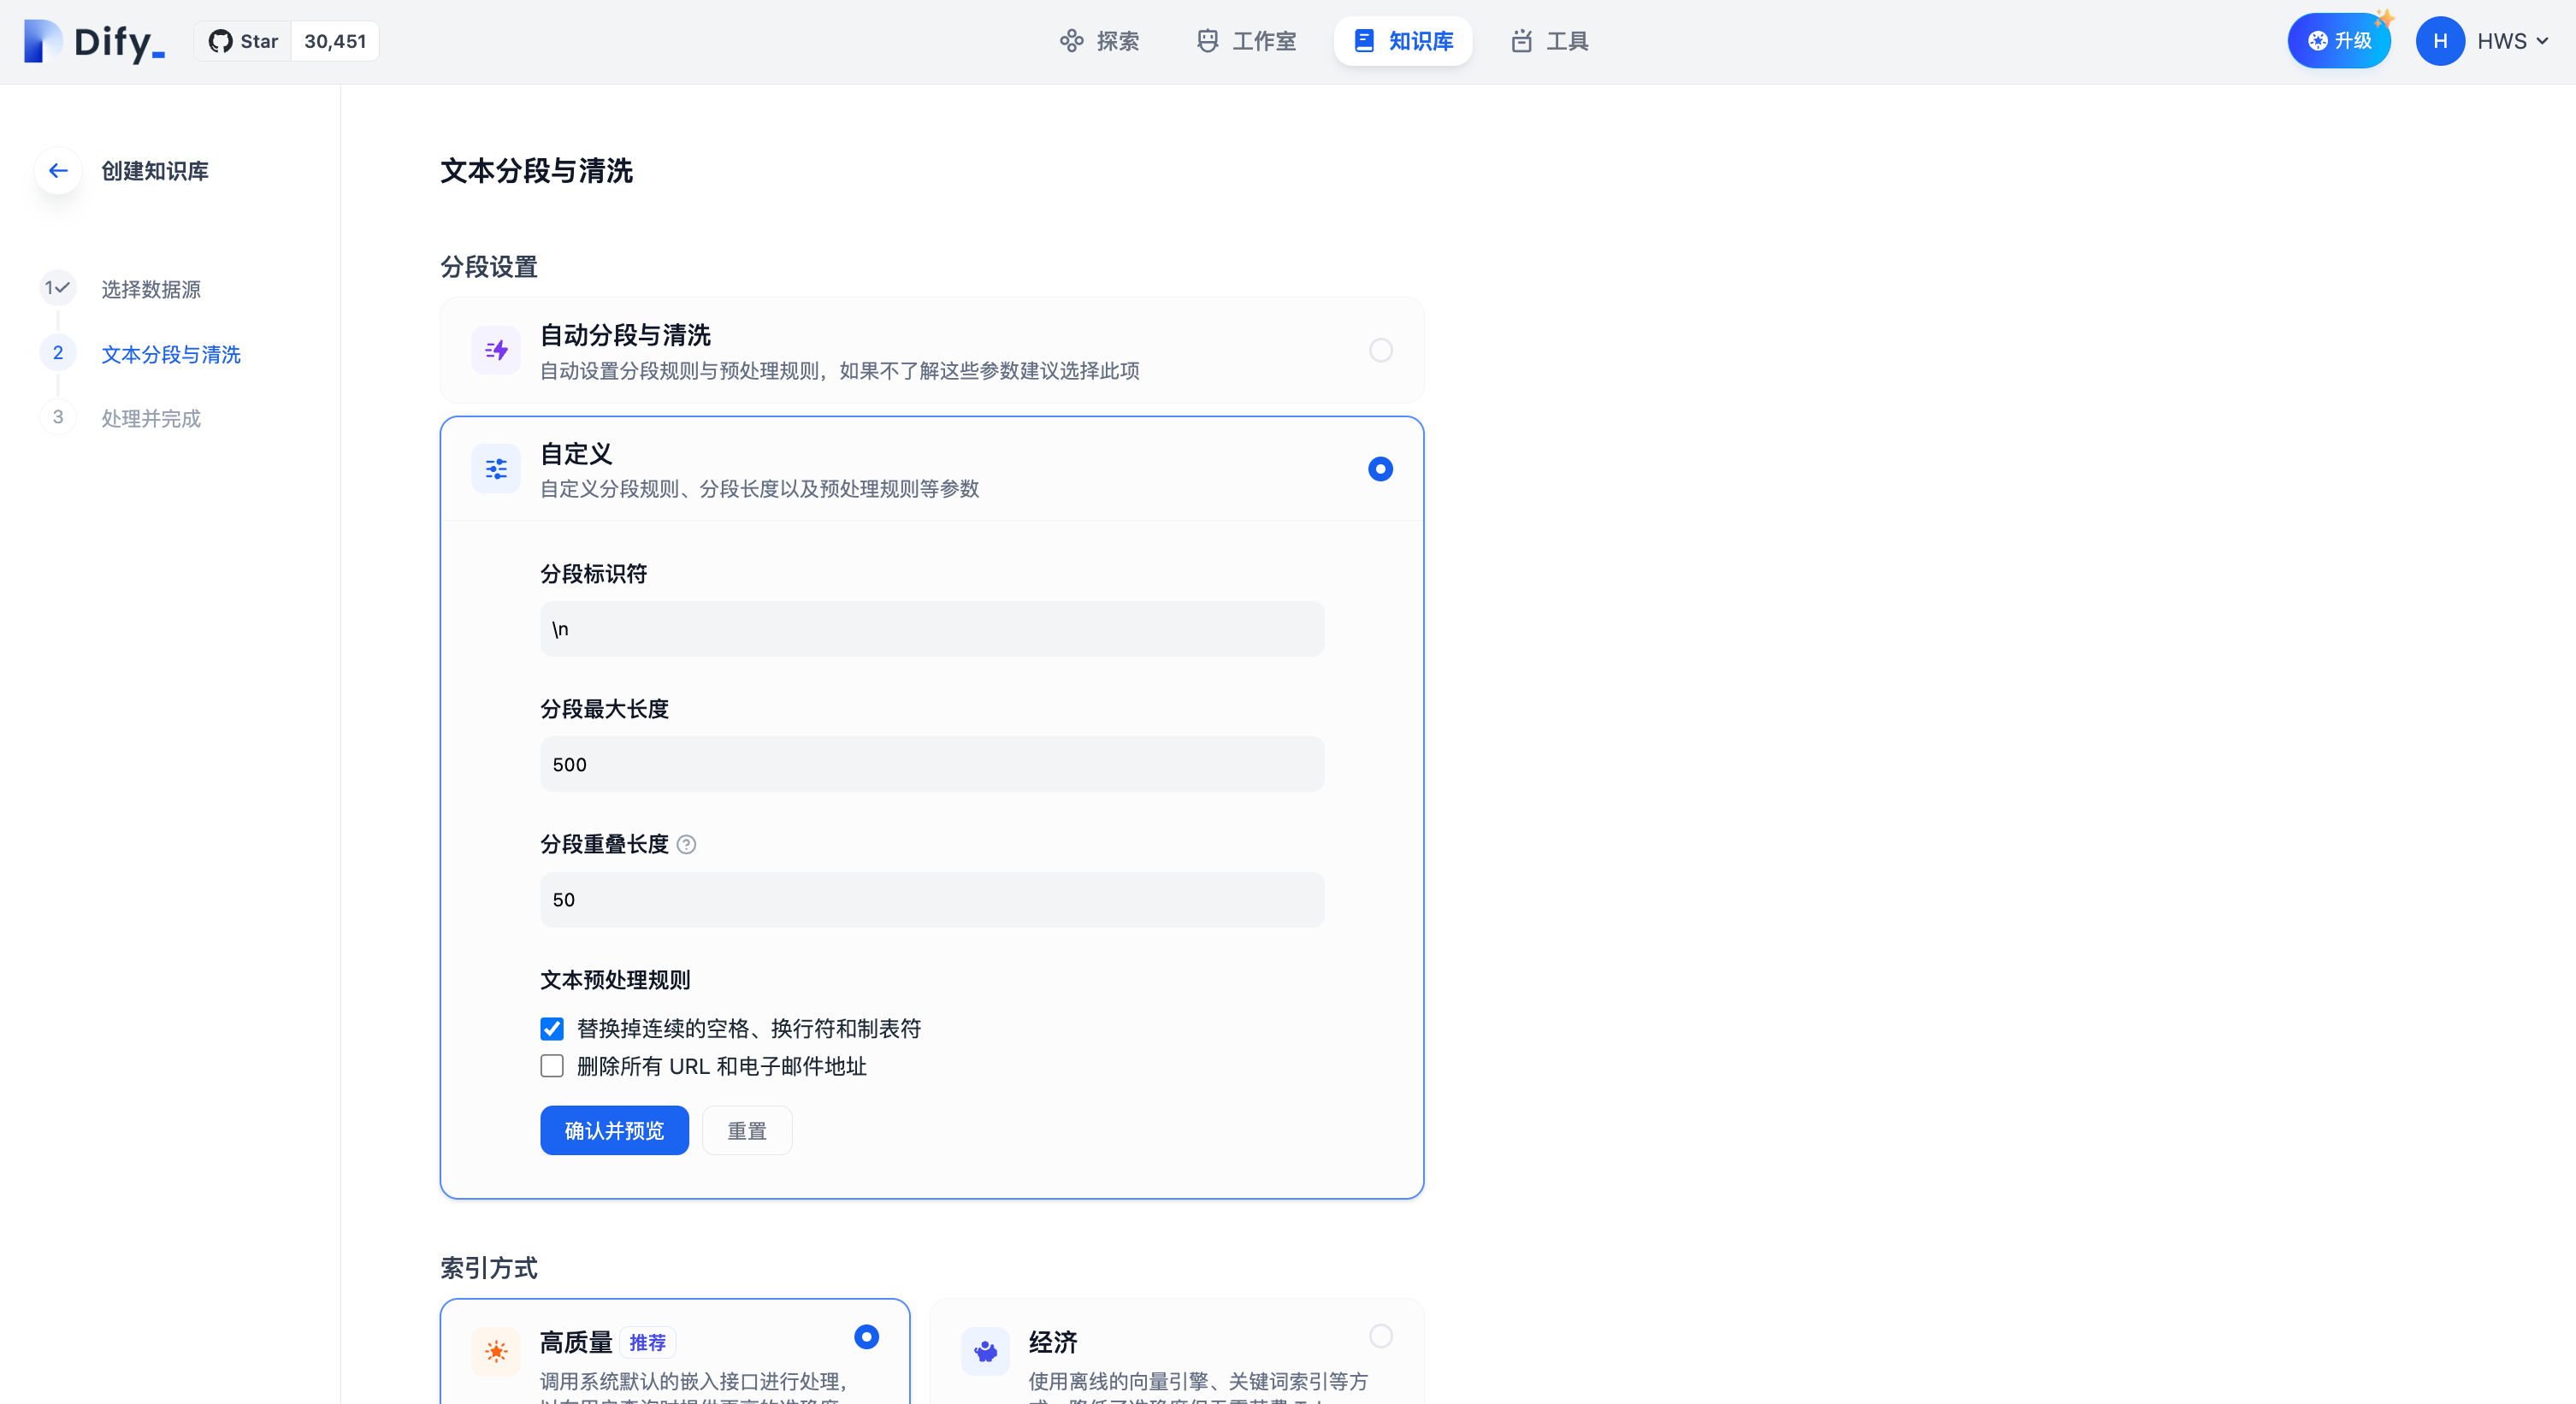 Dify_
Star 30,451
探索
工作室
知识库
工具
升级
H HWS
创建知识库
1 选择数据源
2 文本分段与清洗
3 处理并完成
文本分段与清洗
分段设置
自动分段与清洗
自动设置分段规则与预处理规则，如果不了解这些参数建议选择此项
自定义
自定义分段规则、分段长度以及预处理规则等参数
分段标识符
\n
分段最大长度
500
分段重叠长度
50
文本预处理规则
替换掉连续的空格、换行符和制表符
删除所有 URL 和电子邮件地址
确认并预览 重置
索引方式
高质量 推荐
调用系统默认的嵌入接口进行处理，
经济
使用离线的向量引擎、关键词索引等方